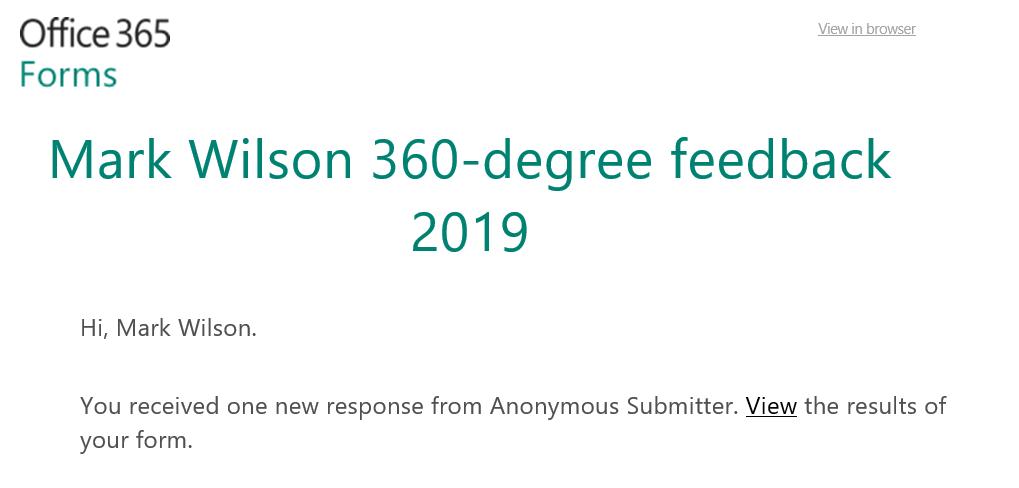 Office 365
View in browser
Forms
Mark Wilson 360-degree feedback
2019
Hi, Mark Wilson.
You received one new response from Anonymous Submitter. View the results of
your form.